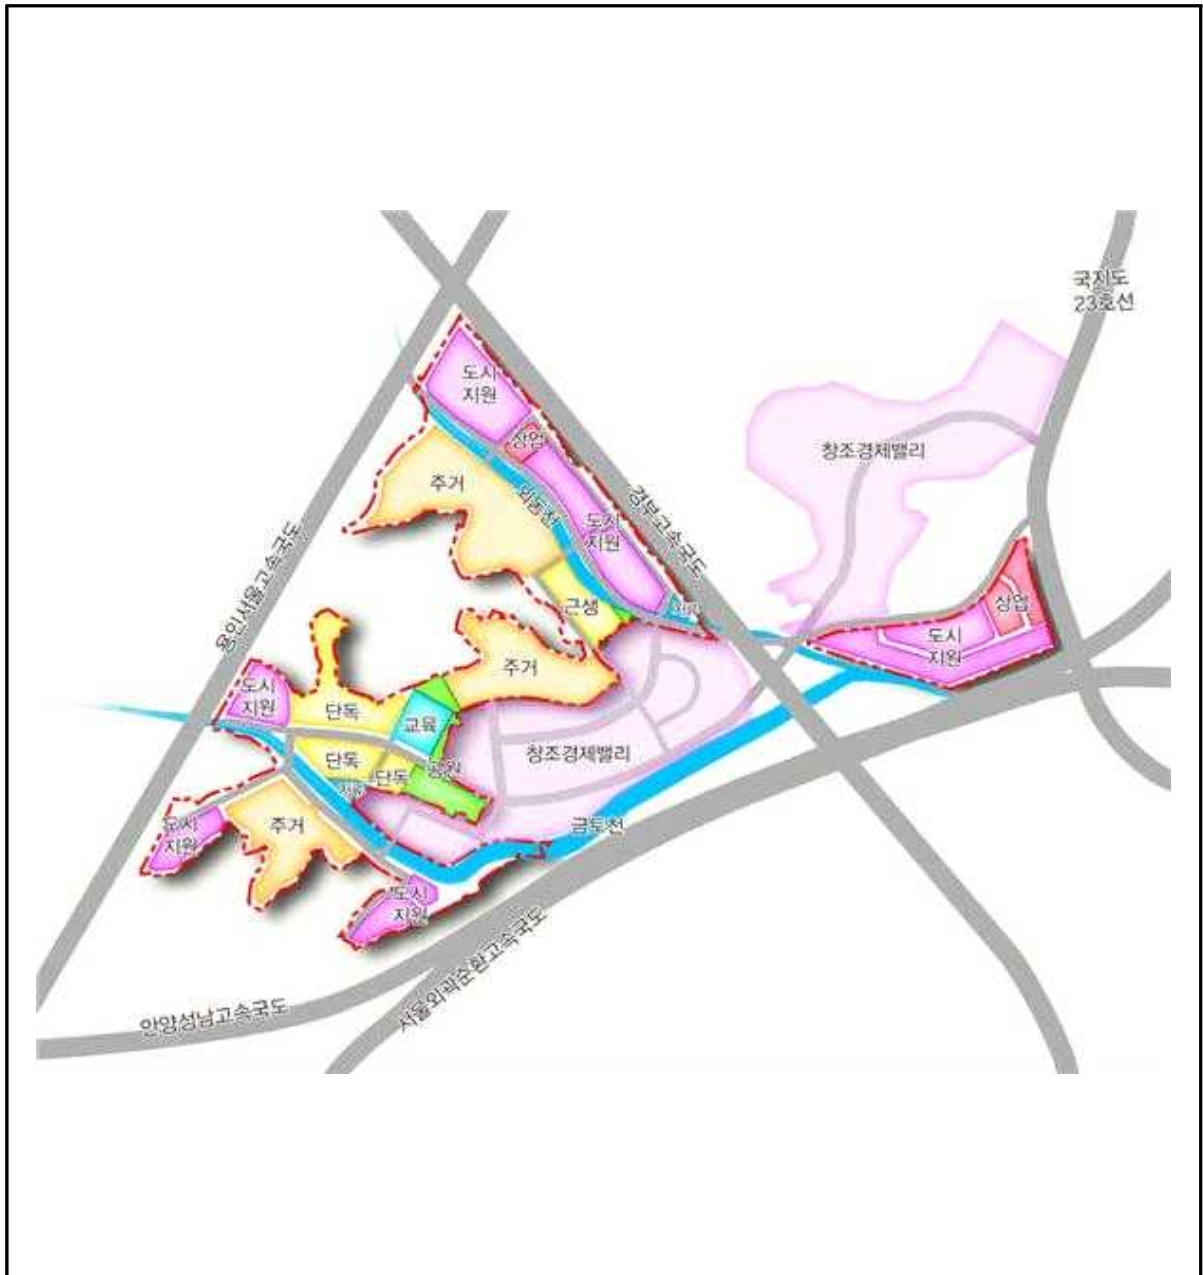 국지도
23호선
도시
지원
상업
창조경제밸리
주거
외동천
도시
지원
경부고속국도
용인서울고속국도
근생
상업
도시
지원
주거
도시
지원
단독
교육
단독
단독
공원
창조경제밸리
도시
지원
주거
금토천
도시
지원
서울외곽순환고속국도
안양성남고속국도